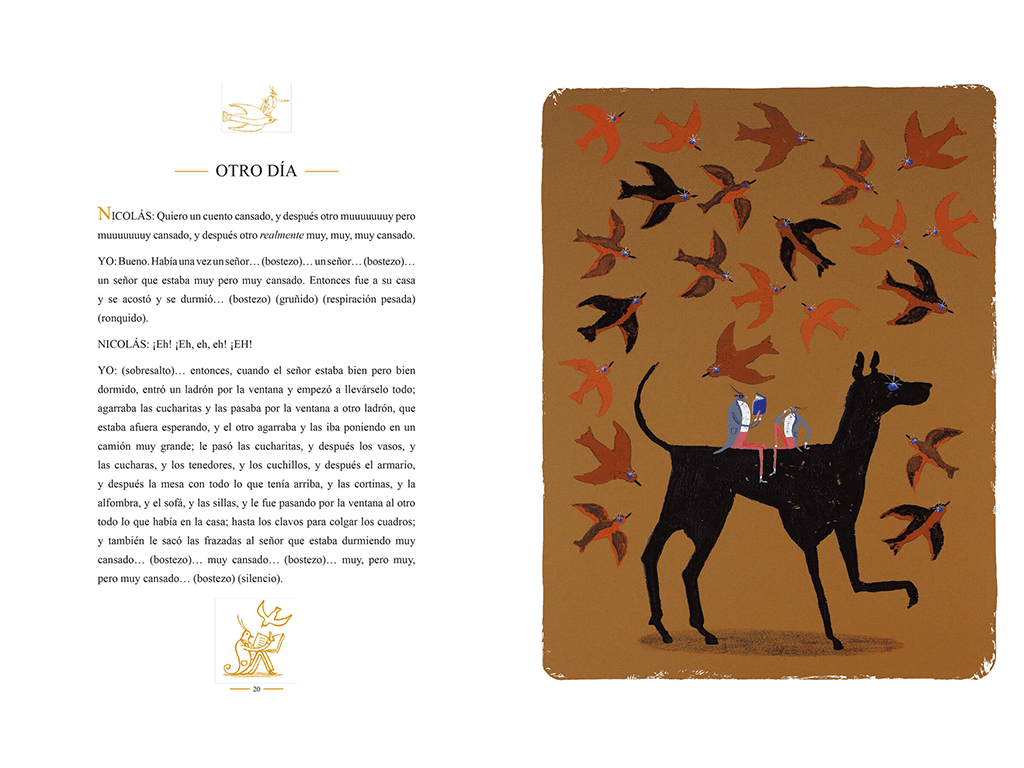 OTRO DÍA
NICOLÁS: Quiero un cuento cansado, y después otro muuuuuuuy pero
muuuuuuuy cansado, y después otro realmente muy, muy, muy cansado.
YO: Bueno. Había una vez un señor… (bostezo)… un señor… (bostezo)…
un señor que estaba muy pero muy cansado. Entonces fue a su casa
y se acostó y se durmió… (bostezo) (gruñido) (respiración pesada)
(ronquido).
NICOLÁS: ¡Eh! ¡Eh, eh, eh! ¡EH!
YO: (sobresalto)… entonces, cuando el señor estaba bien pero bien
dormido, entró un ladrón por la ventana y empezó a llevárselo todo;
agarraba las cucharitas y las pasaba por la ventana a otro ladrón, que
estaba afuera esperando, y el otro agarraba y las iba poniendo en un
camión muy grande; le pasó las cucharitas, y después los vasos, y
las cucharas, y los tenedores, y los cuchillos, y después el armario,
y después la mesa con todo lo que tenía arriba, y las cortinas, y la
alfombra, y el sofá, y las sillas, y le fue pasando por la ventana al otro
todo lo que había en la casa; hasta los clavos para colgar los cuadros;
y también le sacó las frazadas al señor que estaba durmiendo muy
cansado… (bostezo)… muy cansado… (bostezo)… muy, pero muy,
pero muy cansado… (bostezo) (silencio).
20